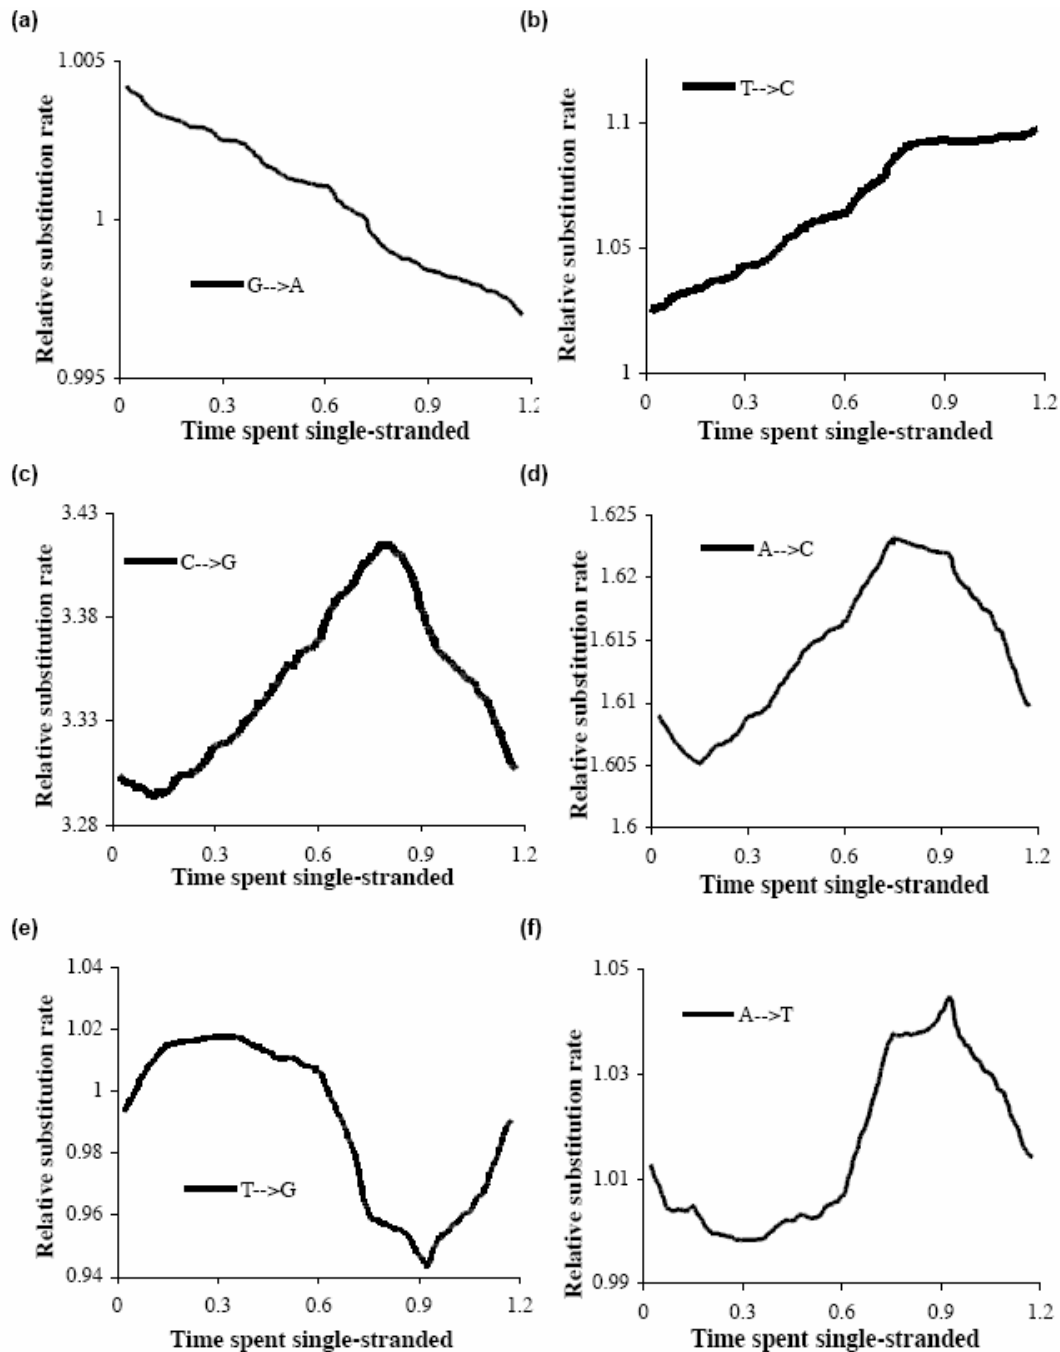 (a)
Relative substitution rate
1.005
1
0.995
G-->A
0 0.3 0.6 0.9 1.2
Time spent single-stranded
(b)
Relative substitution rate
1.1
1.05
1
T-->C
0 0.3 0.6 0.9 1.2
Time spent single-stranded
(c)
Relative substitution rate
3.43
3.38
3.33
3.28
C-->G
0 0.3 0.6 0.9 1.2
Time spent single-stranded
(d)
Relative substitution rate
1.625
1.62
1.615
1.61
1.605
1.6
A-->C
0 0.3 0.6 0.9 1.2
Time spent single-stranded
(e)
Relative substitution rate
1.04
1.02
1
0.98
0.96
0.94
T-->G
0 0.3 0.6 0.9 1.2
Time spent single-stranded
(f)
Relative substitution rate
1.05
1.03
1.01
0.99
A-->T
0 0.3 0.6 0.9 1.2
Time spent single-stranded